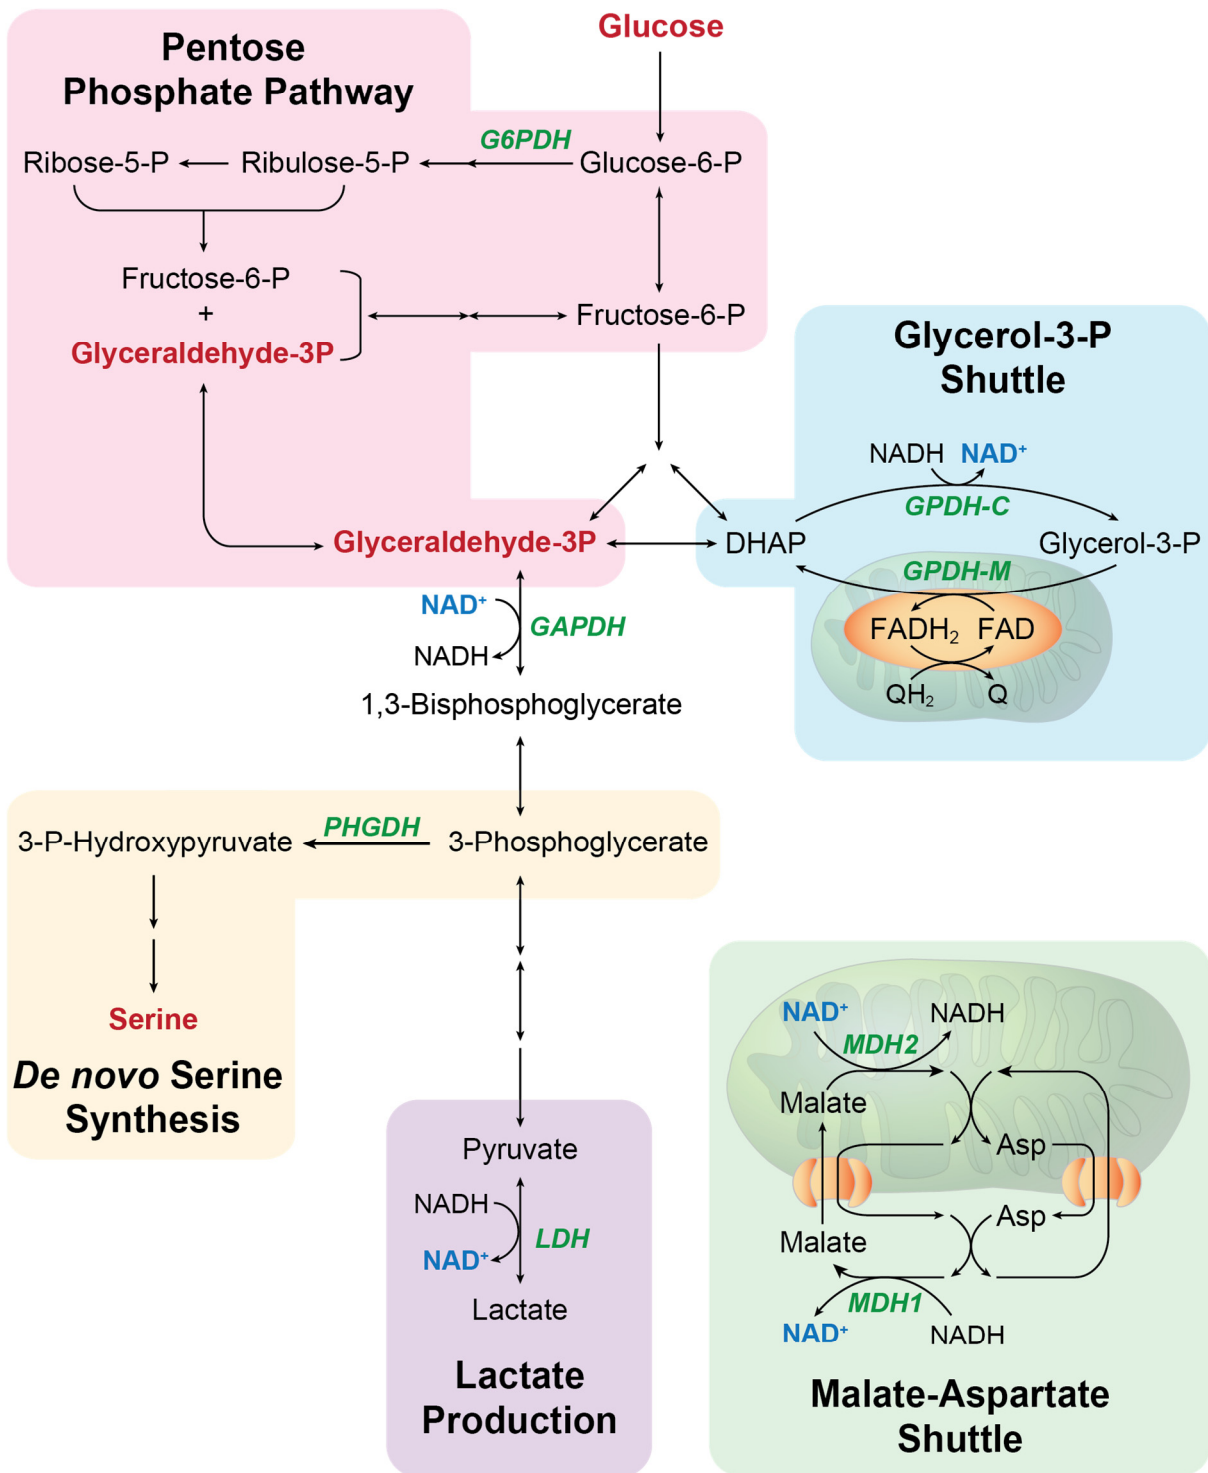 Glucose
Pentose
Phosphate Pathway
G6PDH
Ribose-5-P
Ribulose-5-P
Glucose-6-P
Fructose-6-P
+
Glyceraldehyde-3P
Fructose-6-P
Glycerol-3-P
Shuttle
NADH
NAD⁺
GPDH-C
Glyceraldehyde-3P
DHAP
Glycerol-3-P
GPDH-M
FADH₂
FAD
QH₂
Q
NAD⁺
GAPDH
NADH
1,3-Bisphosphoglycerate
3-P-Hydroxypyruvate
PHGDH
3-Phosphoglycerate
Serine
De novo Serine
Synthesis
Pyruvate
NADH
LDH
NAD⁺
Lactate
Lactate
Production
NAD⁺
NADH
MDH2
Malate
Asp
Asp
Malate
MDH1
NAD⁺
NADH
Malate-Aspartate
Shuttle